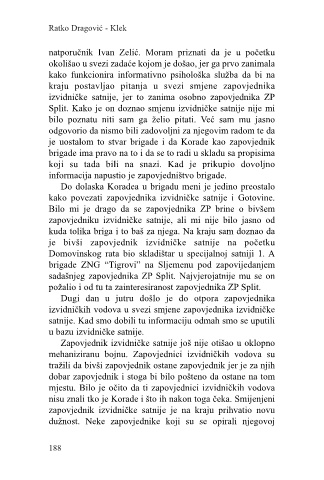 Ratko Dragović - Klek
natporučnik Ivan Zelić. Moram priznati da je u početku
okolišao u svezi zadaće kojom je došao, jer ga prvo zanimala
kako funkcionira informativno psihološka služba da bi na
kraju postavljao pitanja u svezi smjene zapovjednika
izvidničke satnije, jer to zanima osobno zapovjednika ZP
Split. Kako je on doznao smjenu izvidničke satnije nije mi
bilo poznatu niti sam ga želio pitati. Već sam mu jasno
odgovorio da nismo bili zadovoljni za njegovim radom te da
je uostalom to stvar brigade i da Korade kao zapovjednik
brigade ima pravo na to i da se to radi u skladu sa propisima
koji su tada bili na snazi. Kad je prikupio dovoljno
informacija napustio je zapovjedništvo brigade.
Do dolaska Koradea u brigadu meni je jedino preostalo
kako povezati zapovjednika izvidničke satnije i Gotovine.
Bilo mi je drago da se zapovjednika ZP brine o bivšem
zapovjedniku izvidničke satnije, ali mi nije bilo jasno od
kuda tolika briga i to baš za njega. Na kraju sam doznao da
je bivši zapovjednik izvidničke satnije na početku
Domovinskog rata bio skladištar u specijalnoj satniji 1. A
brigade ZNG “Tigrovi” na Sljemenu pod zapovijedanjem
sadašnjeg zapovjednika ZP Split. Najvjerojatnije mu se on
požalio i od tu ta zainteresiranost zapovjednika ZP Split.
Dugi dan u jutru došlo je do otpora zapovjednika
izvidničkih vodova u svezi smjene zapovjednika izvidničke
satnije. Kad smo dobili tu informaciju odmah smo se uputili
u bazu izvidničke satnije.
Zapovjednik izvidničke satnije još nije otišao u oklopno
mehaniziranu bojnu. Zapovjednici izvidničkih vodova su
tražili da bivši zapovjednik ostane zapovjednik jer je za njih
dobar zapovjednik i stoga bi bilo pošteno da ostane na tom
mjestu. Bilo je očito da ti zapovjednici izvidničkih vodova
nisu znali tko je Korade i što ih nakon toga čeka. Smijenjeni
zapovjednik izvidničke satnije je na kraju prihvatio novu
dužnost. Neke zapovjednike koji su se opirali njegovoj
188